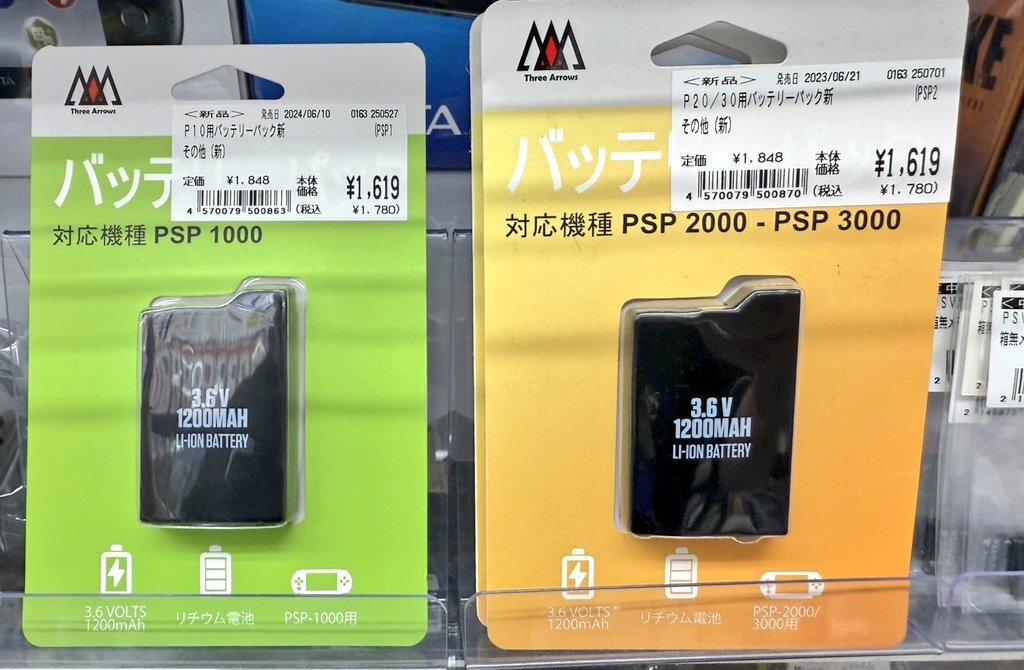 Three Arrows
<新品> 発売日 2024/06/10 0163 250527
P10用バッテリーパック新 (PSP1
その他 (新)
定価 ¥1.848 本体価格 ¥1,619
4 570079 500863 (税込 ¥1.780)
バッテ
対応機種 PSP 1000
3.6 V
1200MAH
LI-ION BATTERY
3.6 VOLTS
1200mAh
リチウム電池
PSP-1000用
Three Arrows
<新品> 発売日 2023/06/21 0163 250701
P20/30用バッテリーパック新 (PSP2
その他 (新)
定価 ¥1.848 本体価格 ¥1,619
4 570079 500870 (税込 ¥1.780)
バッテ
対応機種 PSP 2000 - PSP 3000
3.6 V
1200MAH
LI-ION BATTERY
3.6 VOLTS
1200mAh
リチウム電池
PSP-2000/
3000用
TA
PSV
箱無メ